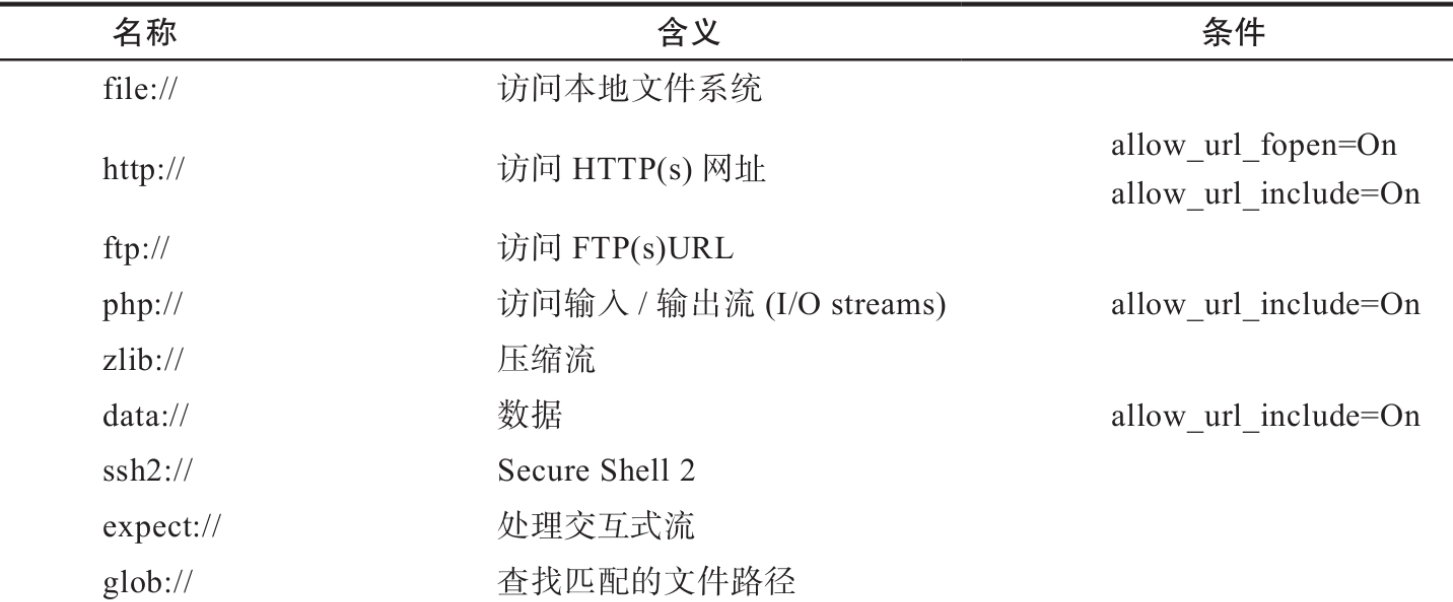 名称 含义 条件
file:// 访问本地文件系统
allow_url_fopen=On
http:// 访问 HTTP(s) 网址
allow_url_include=On
ftp:// 访问 FTP(s)URL
php:// 访问输入 / 输出流 (I/O streams) allow_url_include=On
zlib:// 压缩流
data:// 数据 allow_url_include=On
ssh2:// Secure Shell 2
expect:// 处理交互式流
glob:// 查找匹配的文件路径